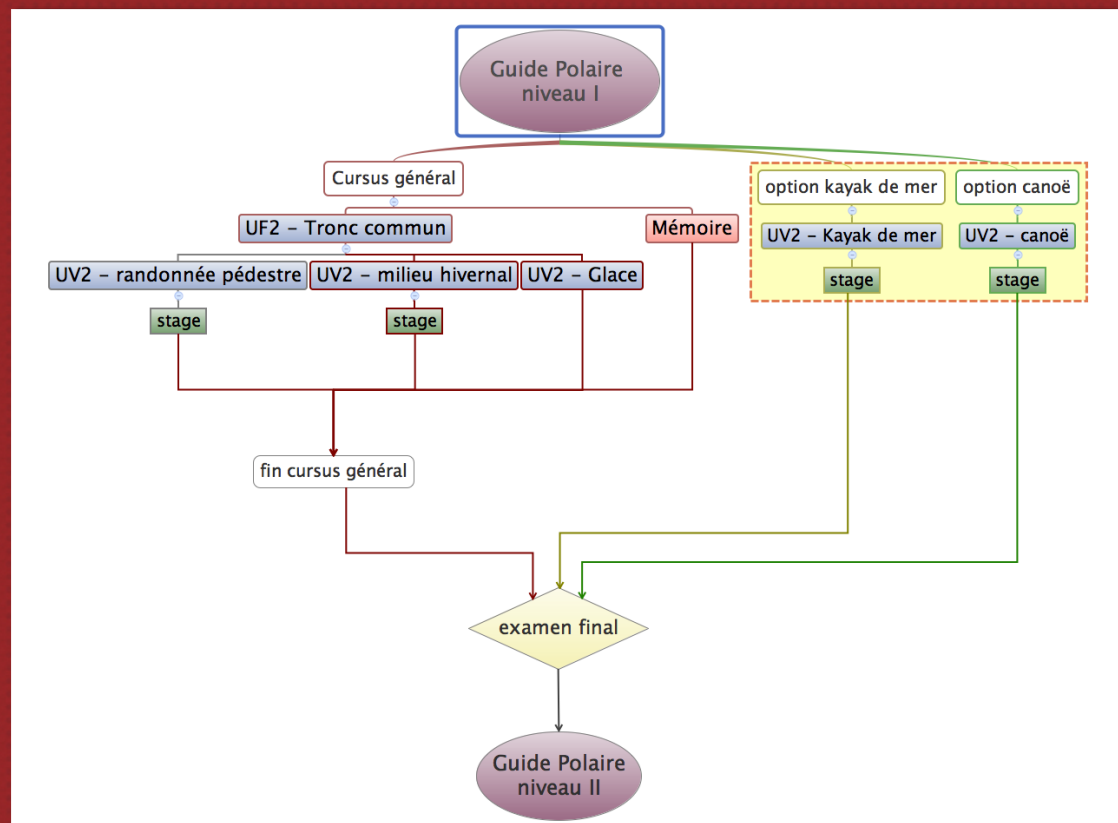 Guide Polaire
niveau I
Cursus général
option kayak de mer
option canoë
UF2 – Tronc commun
Mémoire
UV2 – Kayak de mer
UV2 – canoë
UV2 – randonnée pédestre
UV2 – milieu hivernal
UV2 – Glace
stage
stage
stage
stage
fin cursus général
examen final
Guide Polaire
niveau II